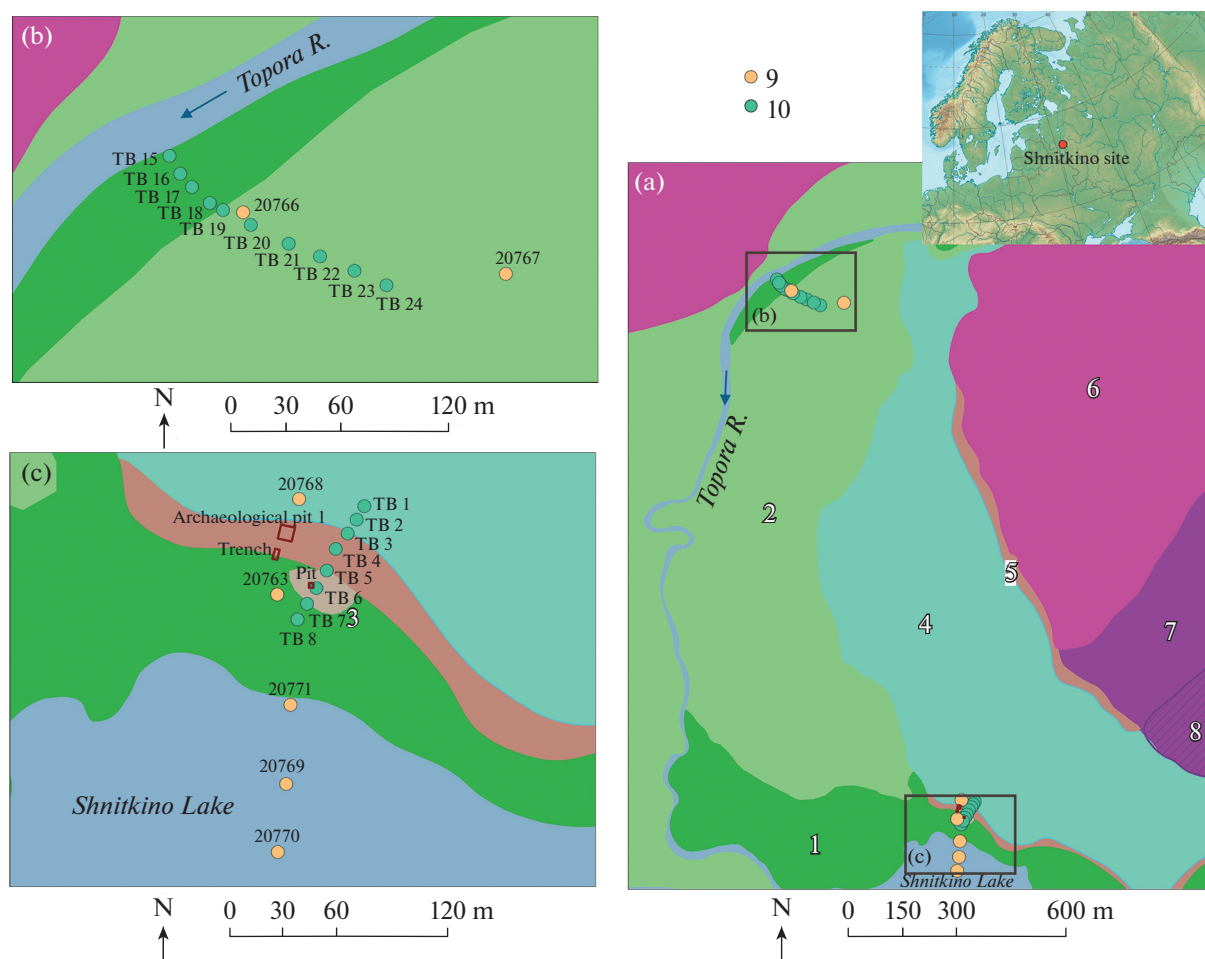 (b)
Topora R.
TB 15
TB 16
TB 17
TB 18
TB 19
20766
TB 20
TB 21
TB 22
TB 23
TB 24
20767
N
0 30 60 120 m
(c)
20768
TB 1
TB 2
TB 3
TB 4
TB 5
TB 6
TB 7
TB 8
Archaeological pit 1
Trench
Pit
20763
3
20771
20769
20770
Shnitkino Lake
N
0 30 60 120 m
9
10
Shnitkino site
(a)
(b)
Topora R.
2
6
5
4
7
8
1
(c)
Shnitkino Lake
N
0 150 300 600 m